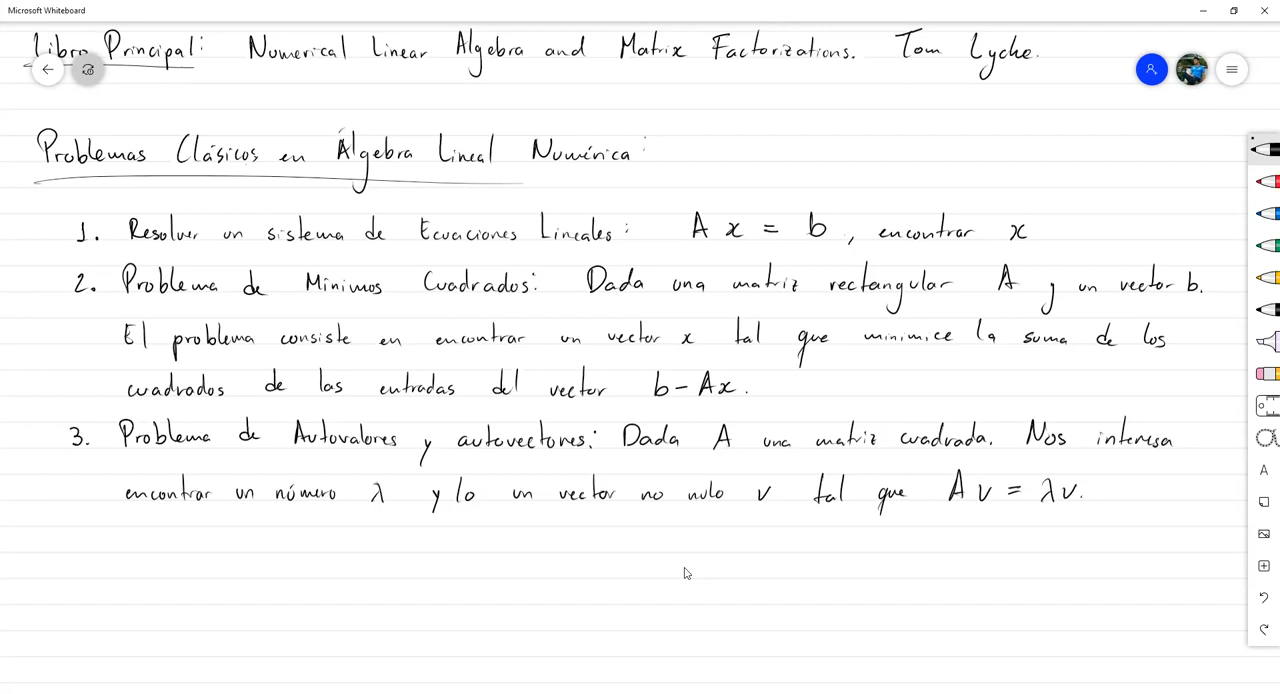 Microsoft Whiteboard
Libro Principal: Numerical Linear Algebra and Matrix Factorizations. Tom Lyche.
Problemas Clásicos en Álgebra Lineal Numérica:
1. Resolver un sistema de Ecuaciones Lineales: Ax = b, encontrar x
2. Problema de Mínimos Cuadrados: Dada una matriz rectangular A y un vector b.
El problema consiste en encontrar un vector x tal que minimice la suma de los
cuadrados de las entradas del vector b - Ax.
3. Problema de Autovalores y autovectores: Dada A una matriz cuadrada. Nos interesa
encontrar un número λ y/o un vector no nulo v tal que Av = λv.
A